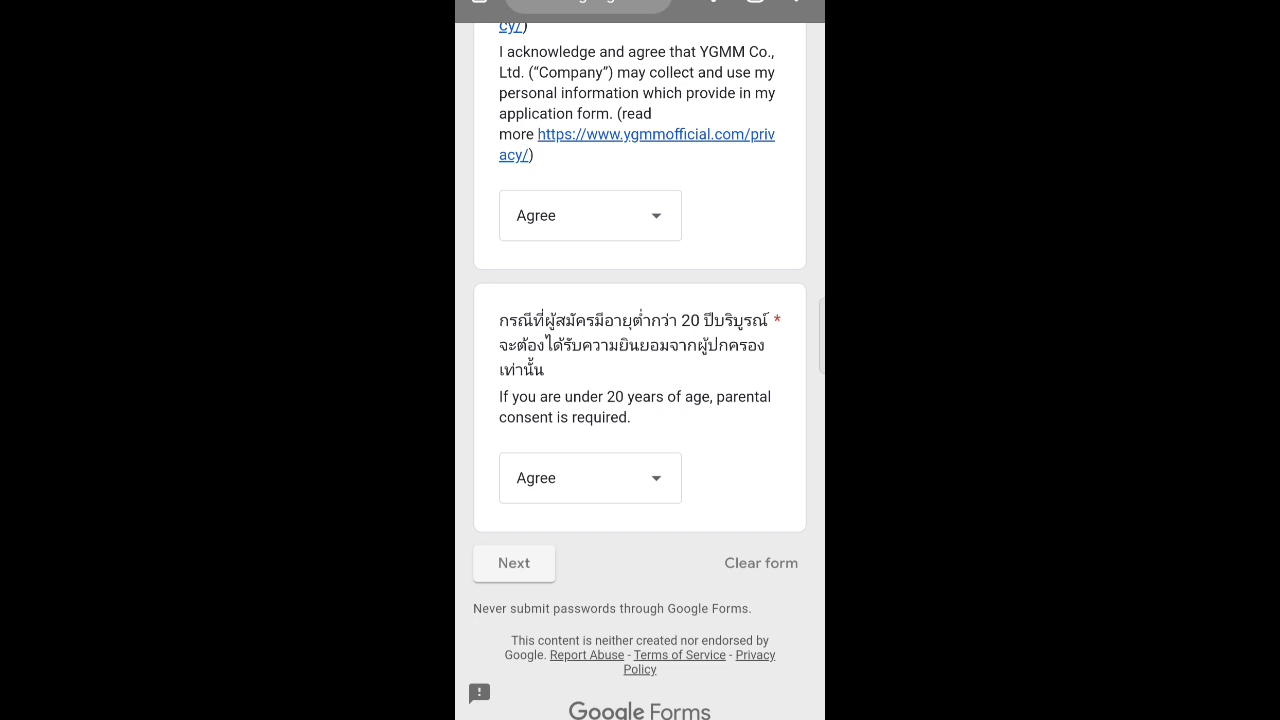 cy/)
I acknowledge and agree that YGMM Co.,
Ltd. (“Company”) may collect and use my
personal information which provide in my
application form. (read
more https://www.ygmmofficial.com/priv
acy/)
Agree
กรณีที่ผู้สมัครมีอายุต่ำกว่า 20 ปีบริบูรณ์ *
จะต้องได้รับความยินยอมจากผู้ปกครอง
เท่านั้น
If you are under 20 years of age, parental
consent is required.
Agree
Next Clear form
Never submit passwords through Google Forms.
This content is neither created nor endorsed by
Google. Report Abuse - Terms of Service - Privacy
Policy
Google Forms